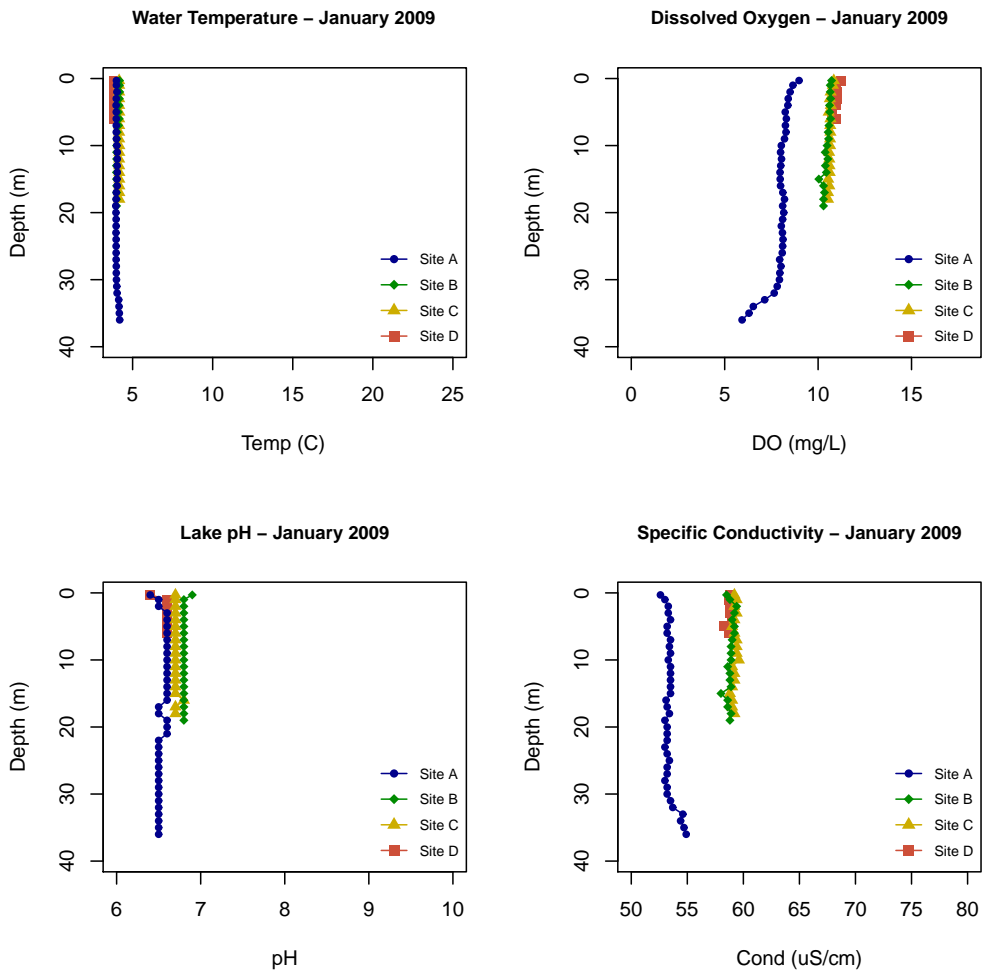 Water Temperature – January 2009
0
10
20
30
40
Depth (m)
5
10
15
20
25
Temp (C)
Site A
Site B
Site C
Site D
Dissolved Oxygen – January 2009
0
10
20
30
40
Depth (m)
0
5
10
15
DO (mg/L)
Site A
Site B
Site C
Site D
Lake pH – January 2009
0
10
20
30
40
Depth (m)
6
7
8
9
10
pH
Site A
Site B
Site C
Site D
Specific Conductivity – January 2009
0
10
20
30
40
Depth (m)
50
55
60
65
70
75
80
Cond (uS/cm)
Site A
Site B
Site C
Site D